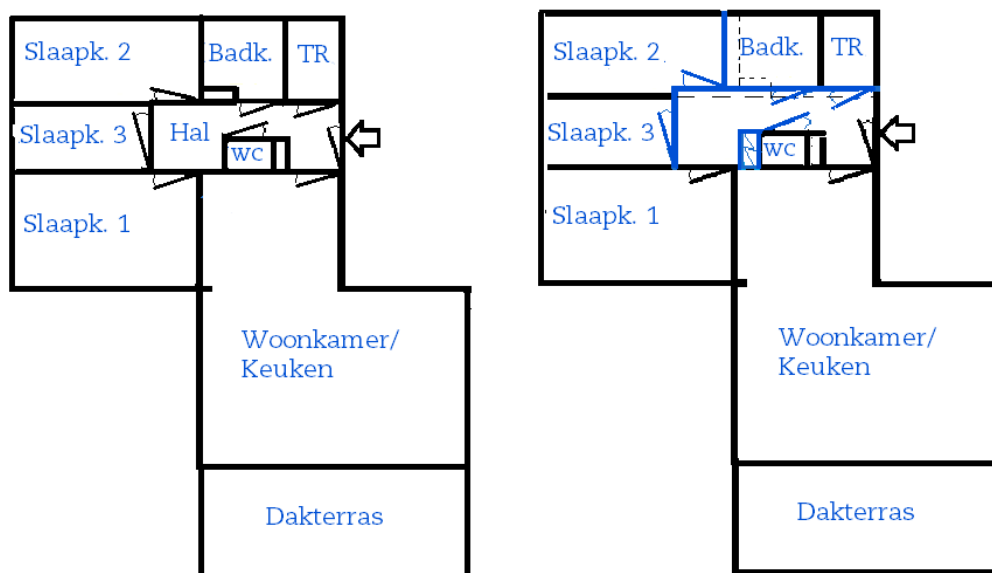 Slaapk. 2
Badk.
TR
Slaapk. 3
Hal
wc
Slaapk. 1
Woonkamer/
Keuken
Dakterras
Slaapk. 2
Badk.
TR
Slaapk. 3
wc
Slaapk. 1
Woonkamer/
Keuken
Dakterras